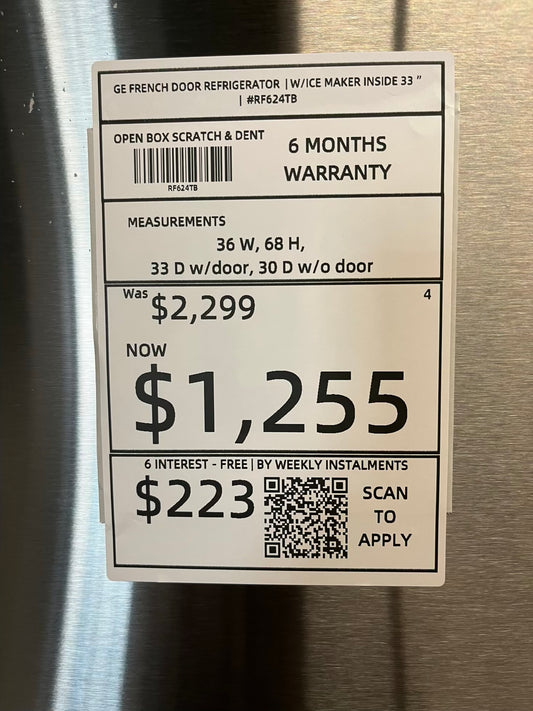 GE FRENCH DOOR REFRIGERATOR | W/ICE MAKER INSIDE 33 ”
| #RF624TB
OPEN BOX SCRATCH & DENT
RF624TB
6 MONTHS
WARRANTY
MEASUREMENTS
36 W, 68 H,
33 D w/door, 30 D w/o door
Was $2,299
4
NOW
$1,255
6 INTEREST - FREE | BY WEEKLY INSTALMENTS
$223
SCAN
TO
APPLY